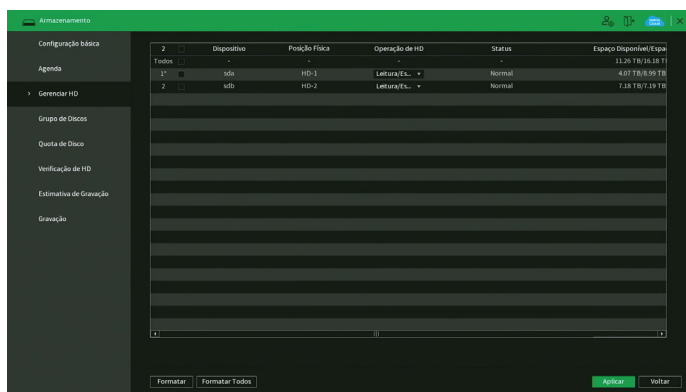 Armazenamento
Configuração básica
Agenda
Gerenciar HD
Grupo de Discos
Quota de Disco
Verificação de HD
Estimativa de Gravação
Gravação
2 Dispositivo Posição Física Operação de HD Status Espaço Disponível/Espa
Todos - - - - 11.26 TB/16.18 T
1* sda HD-1 Leitura/Es... Normal 4.07 TB/8.99 TB
2 sdb HD-2 Leitura/Es... Normal 7.18 TB/7.19 TB
Formatar Formatar Todos Aplicar Voltar